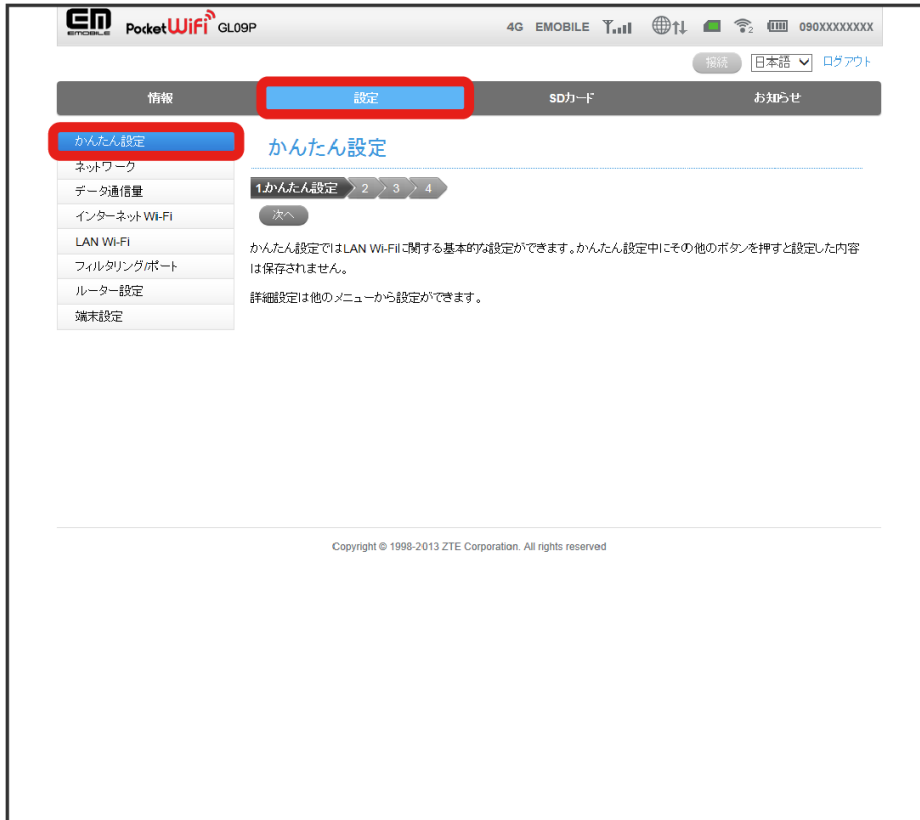 EM
EMOBILE
Pocket WiFi GL09P
4G EMOBILE 2 090XXXXXXXX
接続 日本語 ログアウト
情報 設定 SDカード お知らせ
かんたん設定
ネットワーク
データ通信量
インターネットWi-Fi
LAN Wi-Fi
フィルタリング/ポート
ルーター設定
端末設定
かんたん設定
1.かんたん設定 2 3 4
次へ
かんたん設定ではLAN Wi-Fiに関する基本的な設定ができます。かんたん設定中にその他のボタンを押すと設定した内容
は保存されません。
詳細設定は他のメニューから設定ができます。
Copyright © 1998-2013 ZTE Corporation. All rights reserved